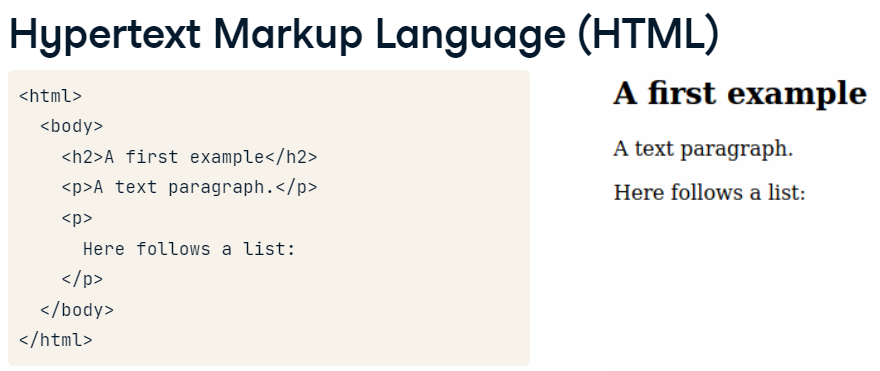 Hypertext Markup Language (HTML)
<html>
  <body>
    <h2>A first example</h2>
    <p>A text paragraph.</p>
    <p>
      Here follows a list:
    </p>
  </body>
</html>
A first example
A text paragraph.
Here follows a list: